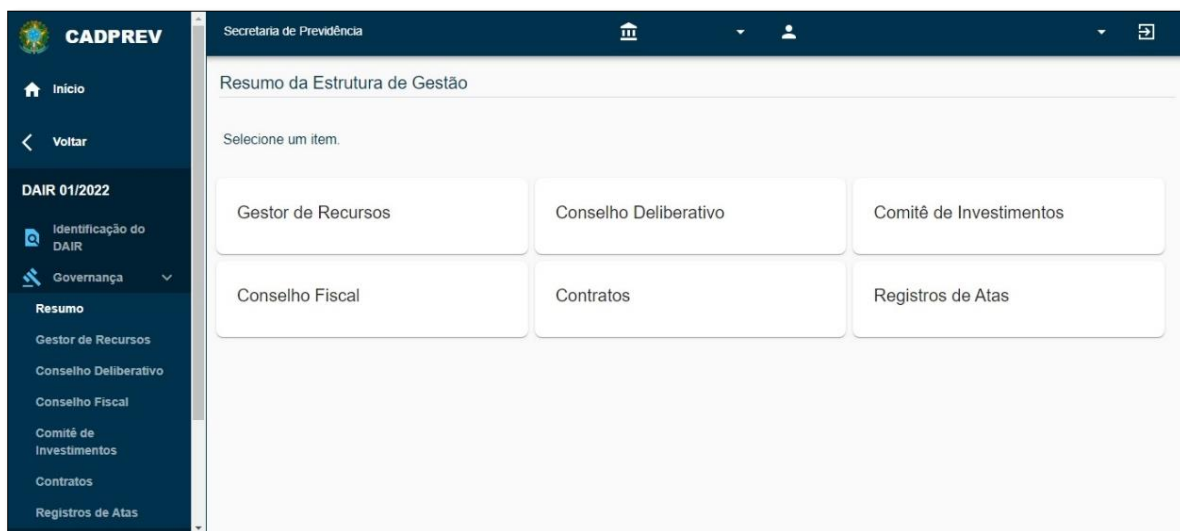 CADPREV
Início
Voltar
DAIR 01/2022
Identificação do
DAIR
Governança
Resumo
Gestor de Recursos
Conselho Deliberativo
Conselho Fiscal
Comitê de
Investimentos
Contratos
Registros de Atas
Secretaria de Previdência
Resumo da Estrutura de Gestão
Selecione um item.
Gestor de Recursos
Conselho Deliberativo
Comitê de Investimentos
Conselho Fiscal
Contratos
Registros de Atas